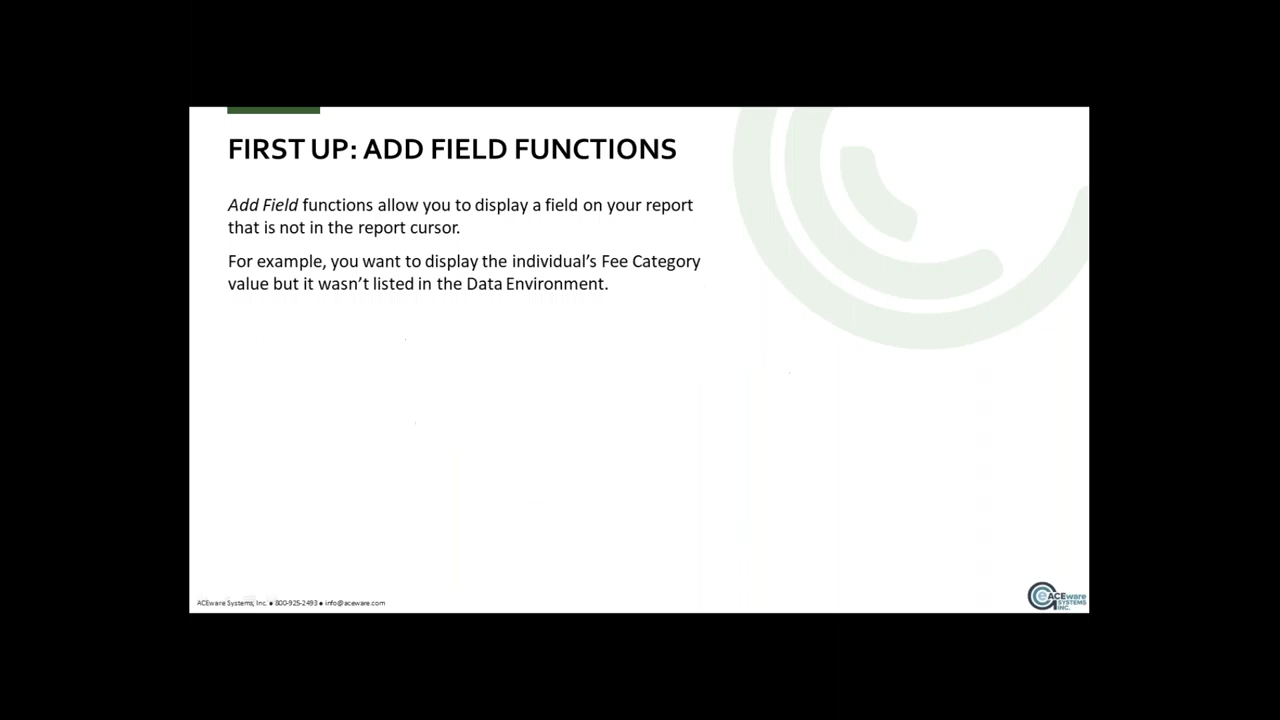 FIRST UP: ADD FIELD FUNCTIONS
Add Field functions allow you to display a field on your report
that is not in the report cursor.
For example, you want to display the individual’s Fee Category
value but it wasn’t listed in the Data Environment.
ACEware Systems, Inc. ● 800-925-2493 ● info@aceware.com
ACEware
SYSTEMS
INC.